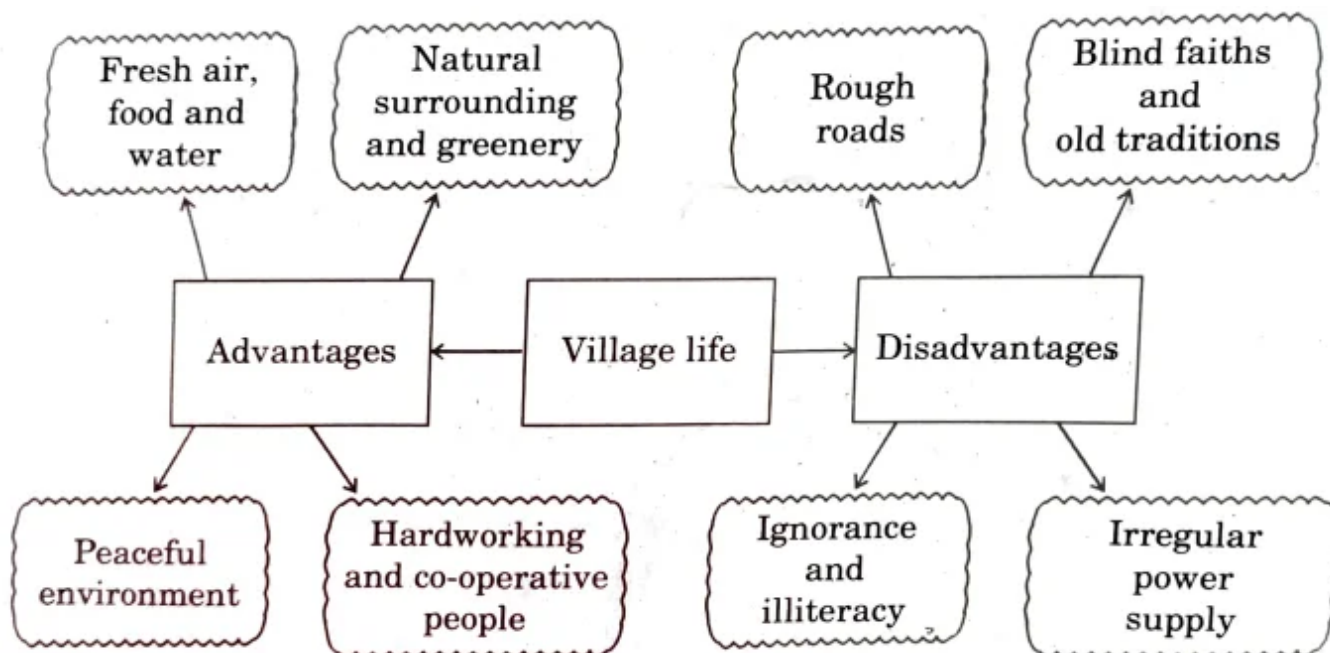 Fresh air,
food and
water
Natural
surrounding
and greenery
Rough
roads
Blind faiths
and
old traditions
Advantages
Village life
Disadvantages
Peaceful
environment
Hardworking
and co-operative
people
Ignorance
and
illiteracy
Irregular
power
supply